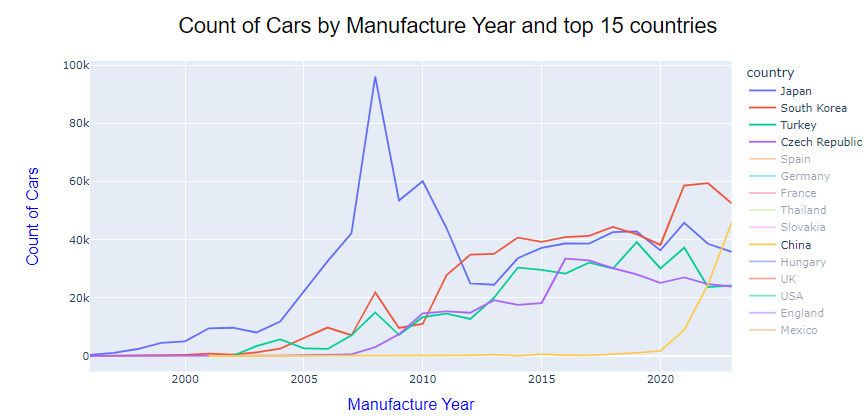 Count of Cars by Manufacture Year and top 15 countries
100k
80k
60k
40k
20k
0
Count of Cars
2000
2005
2010
2015
2020
Manufacture Year
country
Japan
South Korea
Turkey
Czech Republic
Spain
Germany
France
Thailand
Slovakia
China
Hungary
UK
USA
England
Mexico